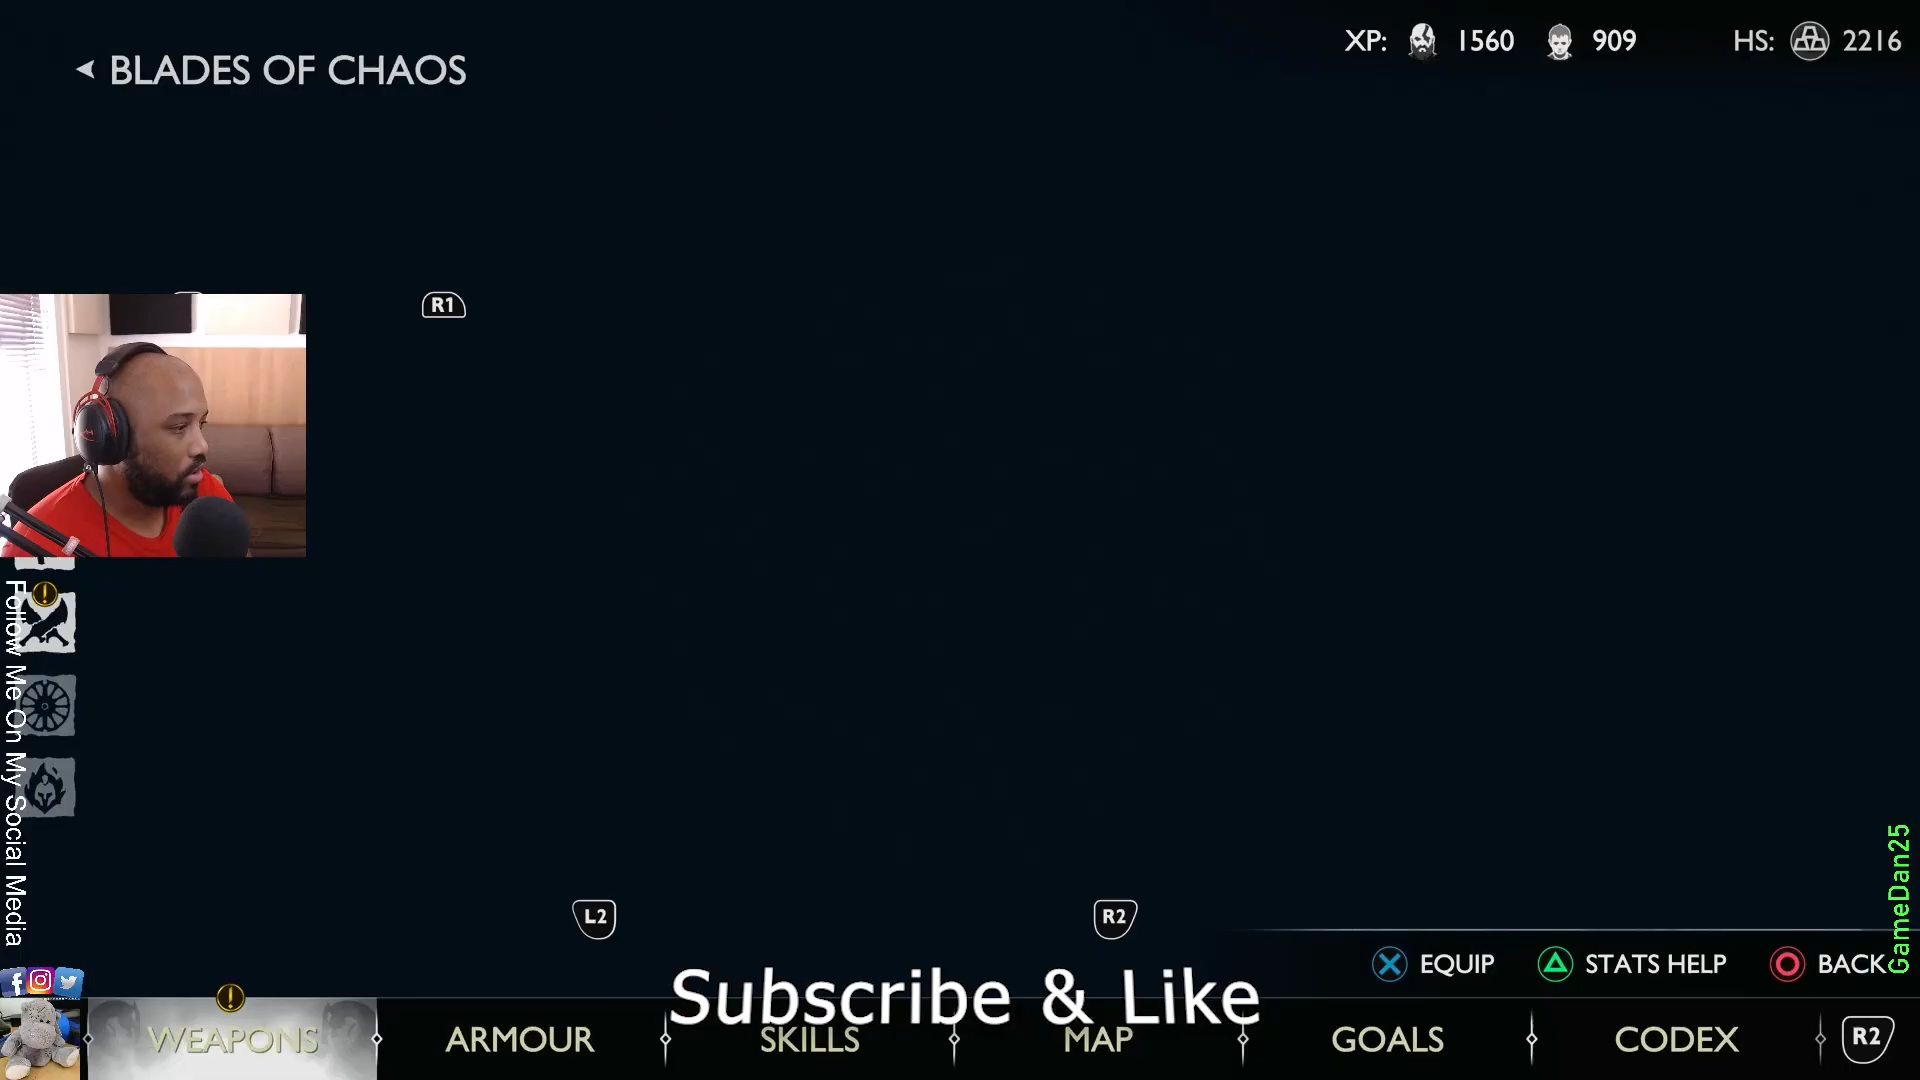 BLADES OF CHAOS
XP: 1560 909 HS: 2216
R1
Follow Me On My Social Media
L2
R2
GameDan25
EQUIP STATS HELP BACK
Subscribe & Like
WEAPONS ARMOUR SKILLS MAP GOALS CODEX R2